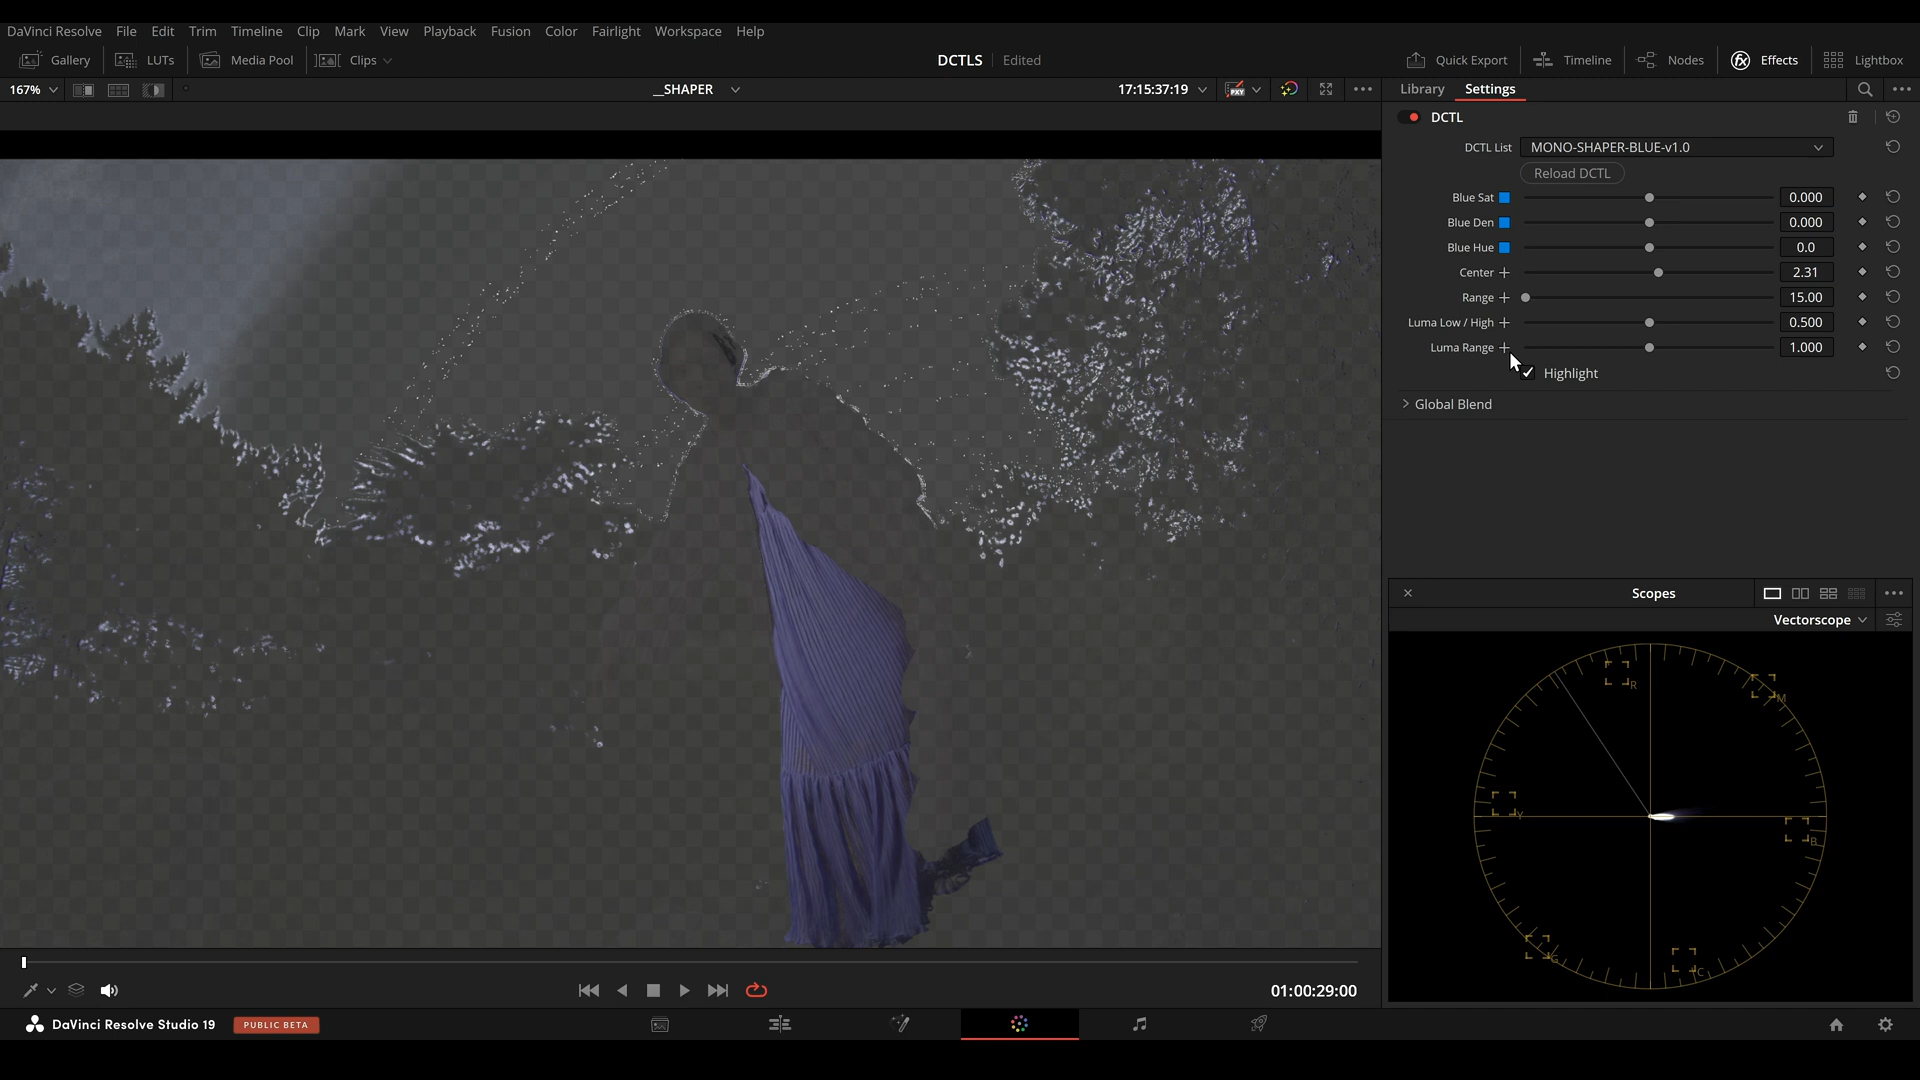 DaVinci Resolve File Edit Trim Timeline Clip Mark View Playback Fusion Color Fairlight Workspace Help
Gallery LUTs Media Pool Clips DCTLS Edited Quick Export Timeline Nodes Effects Lightbox
167% __SHAPER 17:15:37:19 PXY Library Settings
DCTL
DCTL List MONO-SHAPER-BLUE-v1.0
Reload DCTL
Blue Sat 0.000
Blue Den 0.000
Blue Hue 0.0
Center 2.31
Range 15.00
Luma Low / High 0.500
Luma Range 1.000
Highlight
Global Blend
Scopes
Vectorscope
R
M
Y
B
G
C
01:00:29:00
DaVinci Resolve Studio 19 PUBLIC BETA